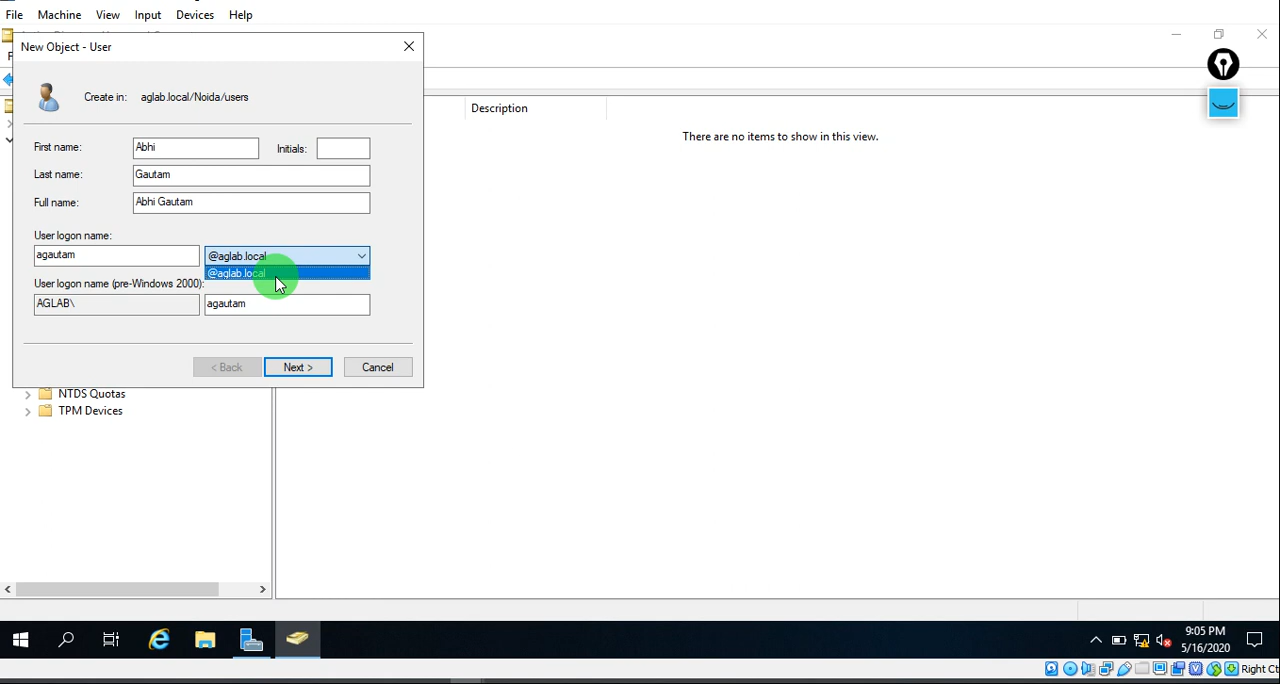 File Machine View Input Devices Help
New Object - User
Create in: aglab.local/Noida/users
Description
There are no items to show in this view.
First name: Abhi Initials:
Last name: Gautam
Full name: Abhi Gautam
User logon name:
agautam @aglab.local
@aglab.local
User logon name (pre-Windows 2000):
AGLAB\ agautam
< Back Next > Cancel
NTDS Quotas
TPM Devices
9:05 PM
5/16/2020
Right Ct